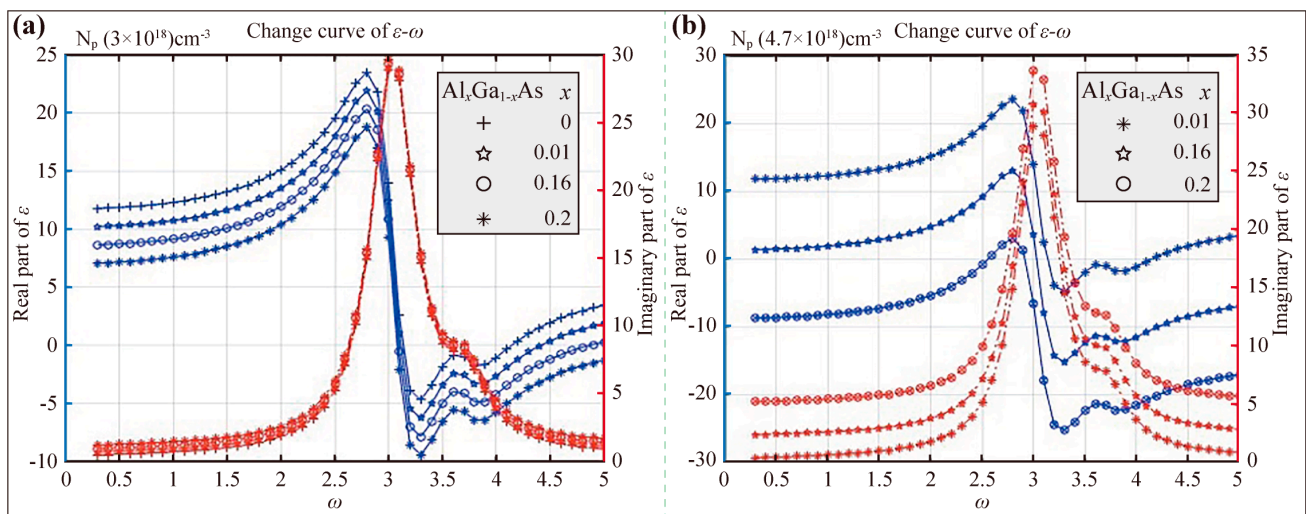 (a)
N_p (3×10^18)cm^-3
Change curve of ε-ω
25
20
15
10
5
0
-5
-10
Real part of ε
30
25
20
15
10
5
0
Imaginary part of ε
Al_xGa_1-xAs x
0
0.01
0.16
0.2
0 0.5 1 1.5 2 2.5 3 3.5 4 4.5 5
ω
(b)
N_p (4.7×10^18)cm^-3
Change curve of ε-ω
30
20
10
0
-10
-20
-30
Real part of ε
35
30
25
20
15
10
5
0
Imaginary part of ε
Al_xGa_1-xAs x
0.01
0.16
0.2
0 0.5 1 1.5 2 2.5 3 3.5 4 4.5 5
ω